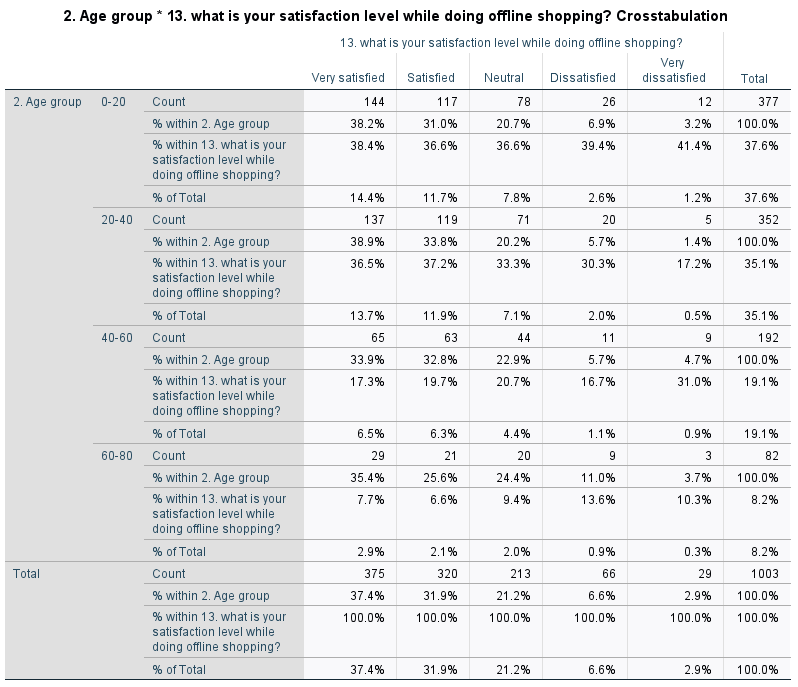 2. Age group * 13. what is your satisfaction level while doing offline shopping? Crosstabulation
13. what is your satisfaction level while doing offline shopping?
Very satisfied Satisfied Neutral Dissatisfied Very dissatisfied Total
2. Age group 0-20 Count 144 117 78 26 12 377
% within 2. Age group 38.2% 31.0% 20.7% 6.9% 3.2% 100.0%
% within 13. what is your 38.4% 36.6% 36.6% 39.4% 41.4% 37.6%
satisfaction level while
doing offline shopping?
% of Total 14.4% 11.7% 7.8% 2.6% 1.2% 37.6%
20-40 Count 137 119 71 20 5 352
% within 2. Age group 38.9% 33.8% 20.2% 5.7% 1.4% 100.0%
% within 13. what is your 36.5% 37.2% 33.3% 30.3% 17.2% 35.1%
satisfaction level while
doing offline shopping?
% of Total 13.7% 11.9% 7.1% 2.0% 0.5% 35.1%
40-60 Count 65 63 44 11 9 192
% within 2. Age group 33.9% 32.8% 22.9% 5.7% 4.7% 100.0%
% within 13. what is your 17.3% 19.7% 20.7% 16.7% 31.0% 19.1%
satisfaction level while
doing offline shopping?
% of Total 6.5% 6.3% 4.4% 1.1% 0.9% 19.1%
60-80 Count 29 21 20 9 3 82
% within 2. Age group 35.4% 25.6% 24.4% 11.0% 3.7% 100.0%
% within 13. what is your 7.7% 6.6% 9.4% 13.6% 10.3% 8.2%
satisfaction level while
doing offline shopping?
% of Total 2.9% 2.1% 2.0% 0.9% 0.3% 8.2%
Total Count 375 320 213 66 29 1003
% within 2. Age group 37.4% 31.9% 21.2% 6.6% 2.9% 100.0%
% within 13. what is your 100.0% 100.0% 100.0% 100.0% 100.0% 100.0%
satisfaction level while
doing offline shopping?
% of Total 37.4% 31.9% 21.2% 6.6% 2.9% 100.0%